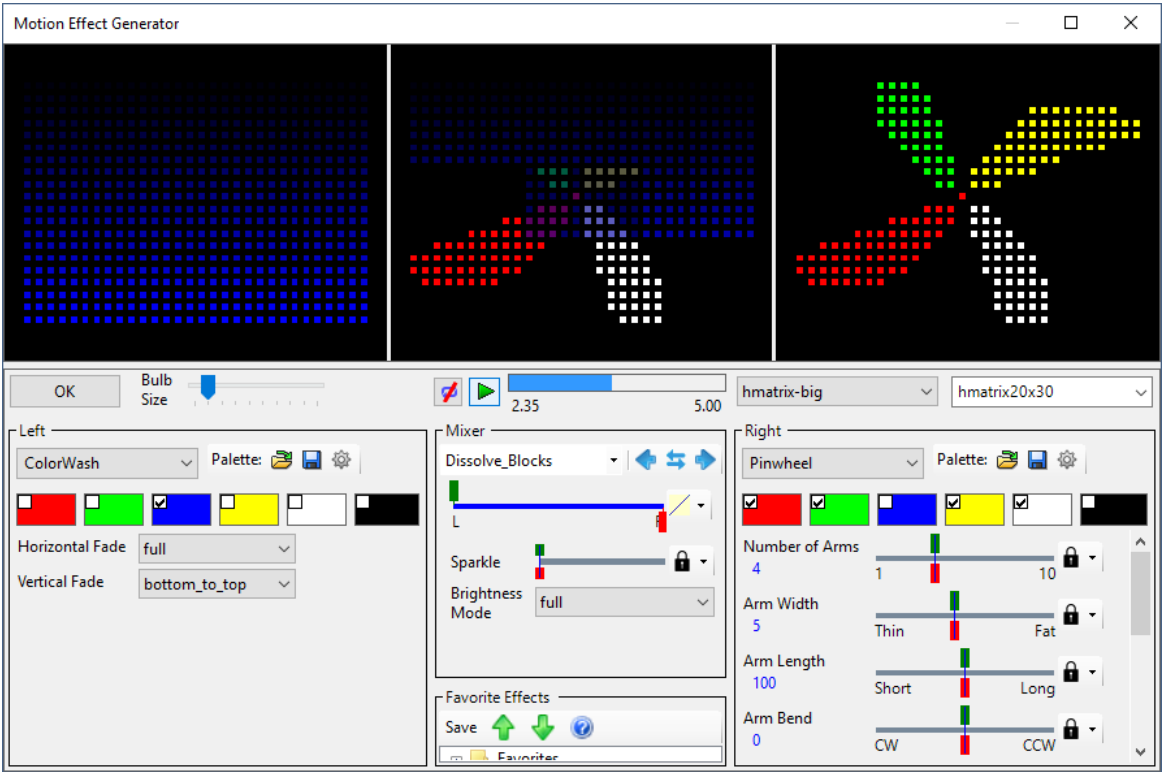 Motion Effect Generator
OK
Bulb
Size
2.35
5.00
hmatrix-big
hmatrix20x30
Left
ColorWash
Palette:
Horizontal Fade
full
Vertical Fade
bottom_to_top
Mixer
Dissolve_Blocks
L
Sparkle
Brightness
Mode
full
Favorite Effects
Save
Favorites
Right
Pinwheel
Palette:
Number of Arms
4
1
10
Arm Width
5
Thin
Fat
Arm Length
100
Short
Long
Arm Bend
0
CW
CCW